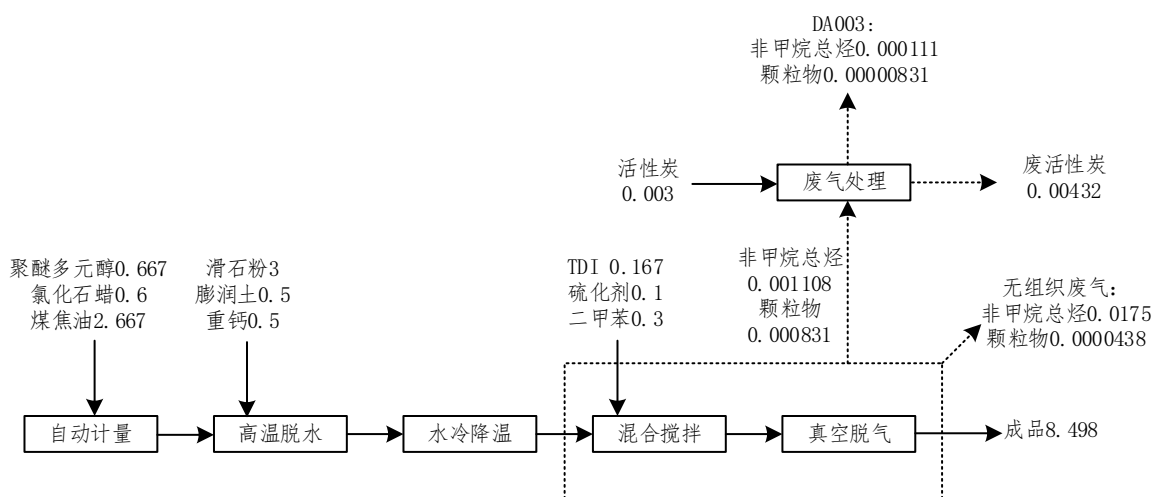 DA003:
非甲烷总烃0.000111
颗粒物0.00000831
活性炭
0.003
废气处理
废活性炭
0.00432
聚醚多元醇0.667
氯化石蜡0.6
煤焦油2.667
滑石粉3
膨润土0.5
重钙0.5
TDI 0.167
硫化剂0.1
二甲苯0.3
非甲烷总烃
0.001108
颗粒物
0.000831
无组织废气:
非甲烷总烃0.0175
颗粒物0.0000438
自动计量
高温脱水
水冷降温
混合搅拌
真空脱气
成品8.498